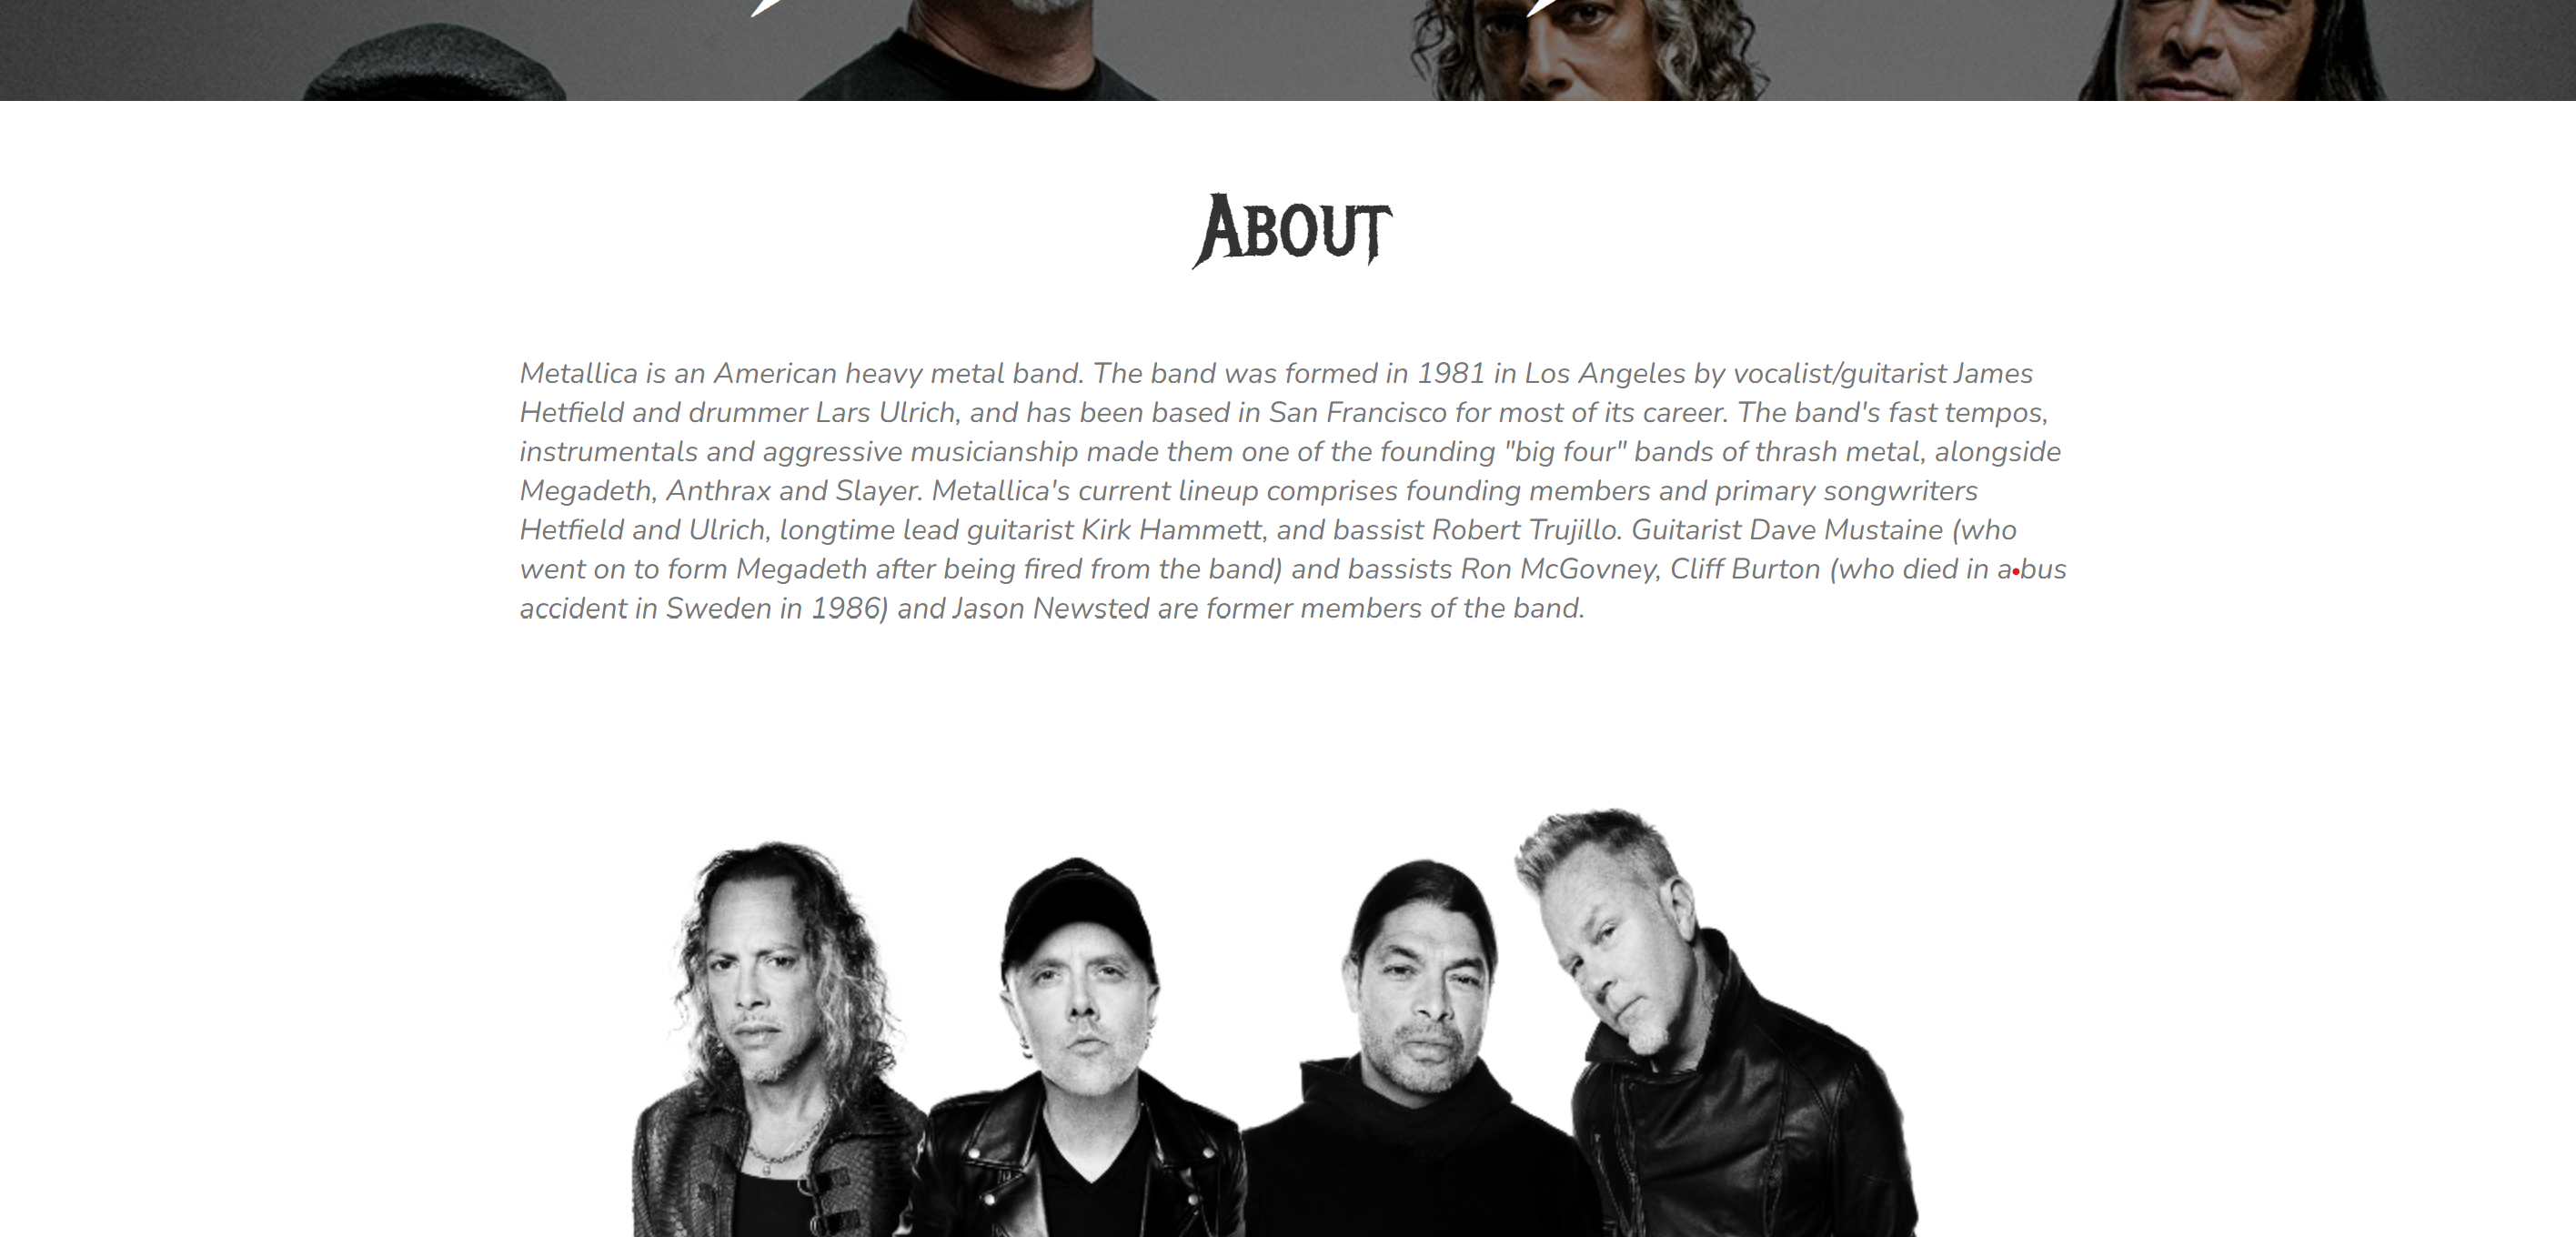 About
Metallica is an American heavy metal band. The band was formed in 1981 in Los Angeles by vocalist/guitarist James
Hetfield and drummer Lars Ulrich, and has been based in San Francisco for most of its career. The band's fast tempos,
instrumentals and aggressive musicianship made them one of the founding "big four" bands of thrash metal, alongside
Megadeth, Anthrax and Slayer. Metallica's current lineup comprises founding members and primary songwriters
Hetfield and Ulrich, longtime lead guitarist Kirk Hammett, and bassist Robert Trujillo. Guitarist Dave Mustaine (who
went on to form Megadeth after being fired from the band) and bassists Ron McGovney, Cliff Burton (who died in a bus
accident in Sweden in 1986) and Jason Newsted are former members of the band.